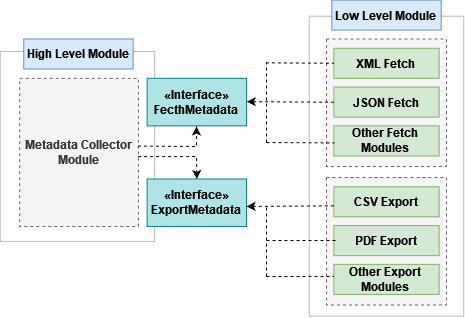 High Level Module
Low Level Module
Metadata Collector
Module
«Interface»
FecthMetadata
«Interface»
ExportMetadata
XML Fetch
JSON Fetch
Other Fetch
Modules
CSV Export
PDF Export
Other Export
Modules